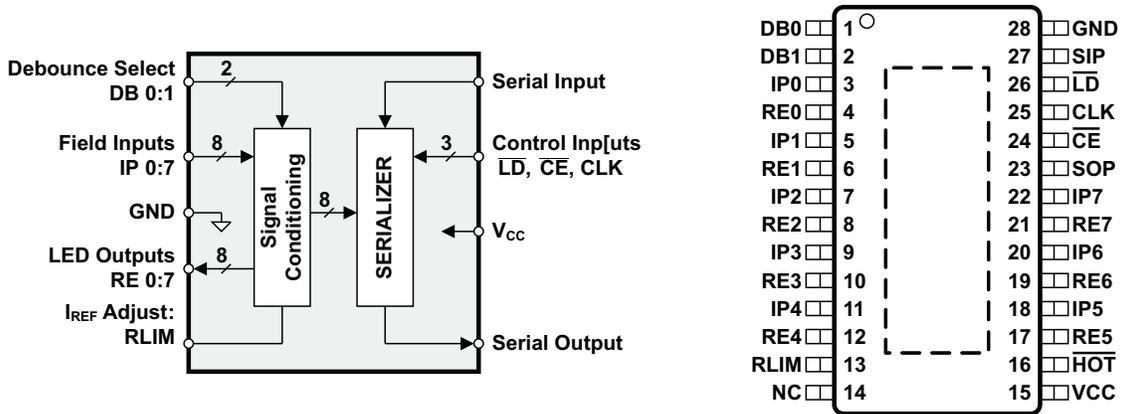 Debounce Select
DB 0:1
2
Field Inputs
IP 0:7
8
GND
LED Outputs
RE 0:7
8
IREF Adjust:
RLIM
Signal
Conditioning
8
SERIALIZER
Serial Input
3
Control Inp[uts
LD, CE, CLK
VCC
Serial Output
DB0 1 28 GND
DB1 2 27 SIP
IP0 3 26 LD
RE0 4 25 CLK
IP1 5 24 CE
RE1 6 23 SOP
IP2 7 22 IP7
RE2 8 21 RE7
IP3 9 20 IP6
RE3 10 19 RE6
IP4 11 18 IP5
RE4 12 17 RE5
RLIM 13 16 HOT
NC 14 15 VCC